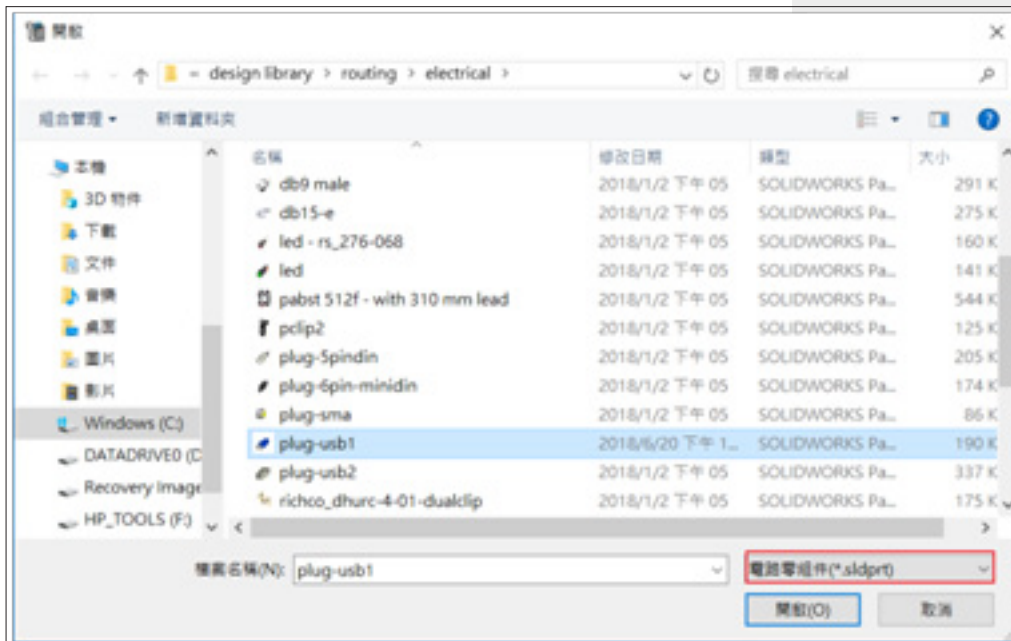 開啟
« design library > routing > electrical >
搜尋 electrical
組合管理 新增資料夾
名稱 修改日期 類型 大小
本機
3D 物件
下載
文件
音樂
桌面
圖片
影片
Windows (C:)
DATADRIVE0 (D
Recovery Image
HP_TOOLS (F:)
db9 male 2018/1/2 下午 05 SOLIDWORKS Pa... 291 K
db15-e 2018/1/2 下午 05 SOLIDWORKS Pa... 275 K
led - rs_276-068 2018/1/2 下午 05 SOLIDWORKS Pa... 160 K
led 2018/1/2 下午 05 SOLIDWORKS Pa... 141 K
pabst 512f - with 310 mm lead 2018/1/2 下午 05 SOLIDWORKS Pa... 544 K
pclip2 2018/1/2 下午 05 SOLIDWORKS Pa... 125 K
plug-5pindin 2018/1/2 下午 05 SOLIDWORKS Pa... 205 K
plug-6pin-minidin 2018/1/2 下午 05 SOLIDWORKS Pa... 174 K
plug-sma 2018/1/2 下午 05 SOLIDWORKS Pa... 86 K
plug-usb1 2018/6/20 下午 1... SOLIDWORKS Pa... 190 K
plug-usb2 2018/1/2 下午 05 SOLIDWORKS Pa... 337 K
richco_dhurc-4-01-dualclip 2018/1/2 下午 05 SOLIDWORKS Pa... 175 K
檔案名稱(N): plug-usb1
電路零組件(*.sldprt)
開啟(O) 取消